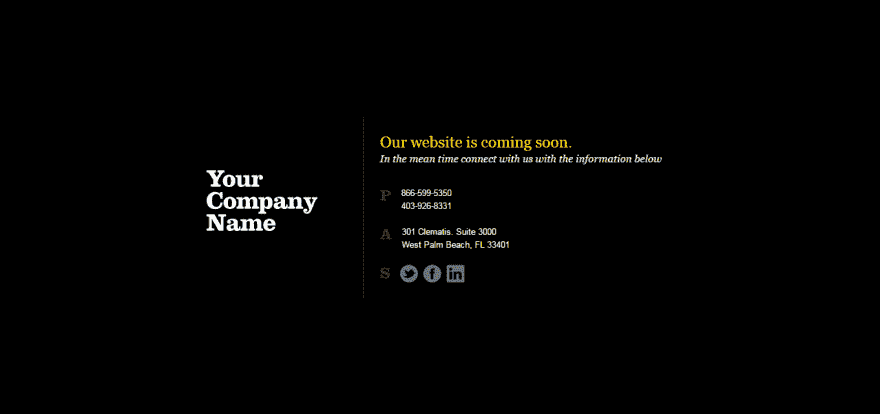 Your
Company
Name
Our website is coming soon.
In the mean time connect with us with the information below
P
866-599-5350
403-926-8331
A
301 Clematis. Suite 3000
West Palm Beach, FL 33401
S